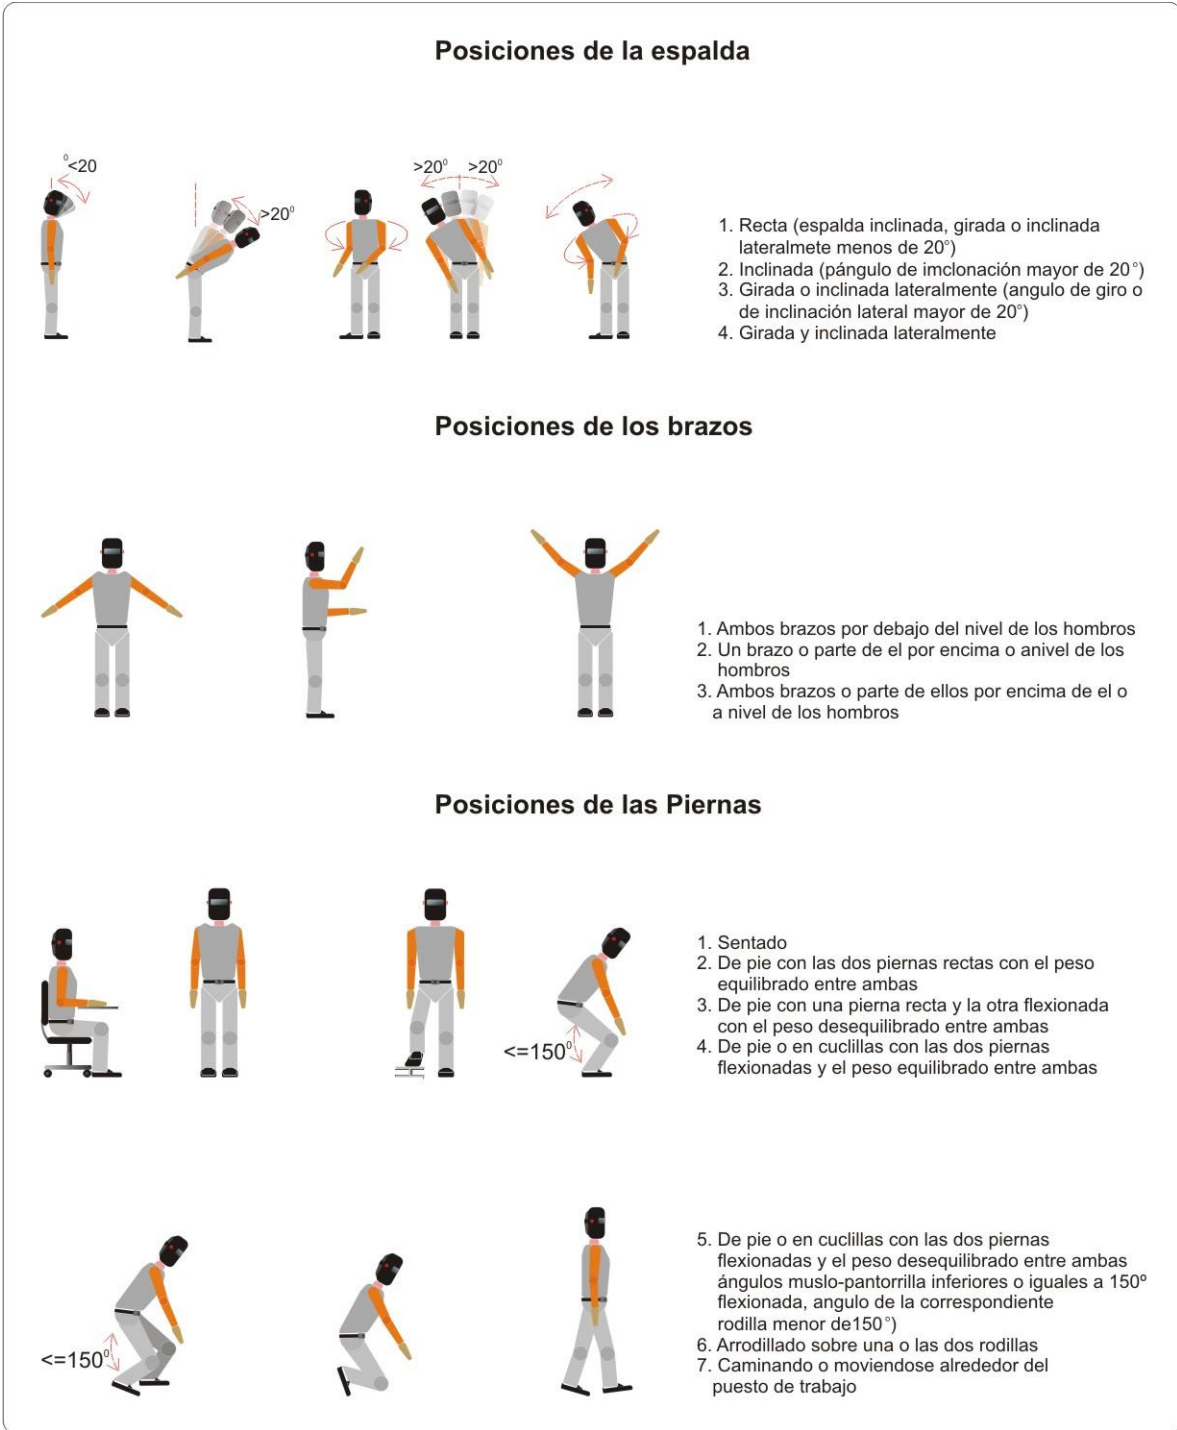 Posiciones de la espalda
⁰<20
>20⁰
>20⁰ >20⁰
1. Recta (espalda inclinada, girada o inclinada
lateralmete menos de 20°)
2. Inclinada (pángulo de imclonación mayor de 20°)
3. Girada o inclinada lateralmente (angulo de giro o
de inclinación lateral mayor de 20°)
4. Girada y inclinada lateralmente
Posiciones de los brazos
1. Ambos brazos por debajo del nivel de los hombros
2. Un brazo o parte de el por encima o anivel de los
hombros
3. Ambos brazos o parte de ellos por encima de el o
a nivel de los hombros
Posiciones de las Piernas
<=150⁰
1. Sentado
2. De pie con las dos piernas rectas con el peso
equilibrado entre ambas
3. De pie con una pierna recta y la otra flexionada
con el peso desequilibrado entre ambas
4. De pie o en cuclillas con las dos piernas
flexionadas y el peso equilibrado entre ambas
<=150⁰
5. De pie o en cuclillas con las dos piernas
flexionadas y el peso desequilibrado entre ambas
ángulos muslo-pantorrilla inferiores o iguales a 150º
flexionada, angulo de la correspondiente
rodilla menor de150°)
6. Arrodillado sobre una o las dos rodillas
7. Caminando o moviendose alrededor del
puesto de trabajo